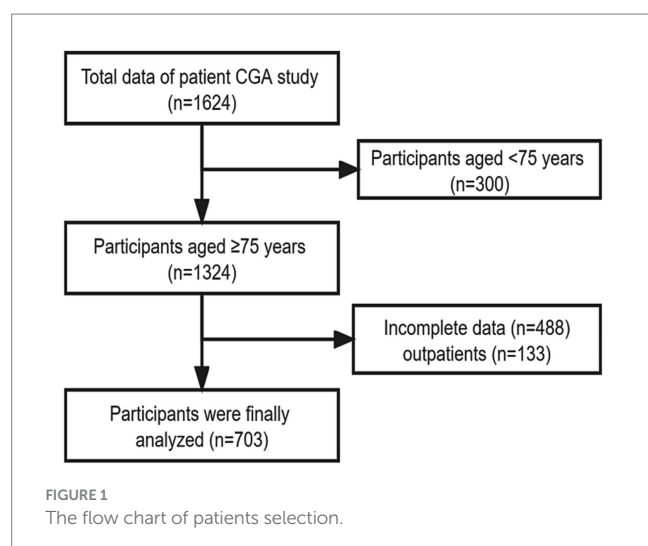 Total data of patient CGA study
(n=1624)
Participants aged <75 years
(n=300)
Participants aged ≥75 years
(n=1324)
Incomplete data (n=488)
outpatients (n=133)
Participants were finally
analyzed (n=703)
FIGURE 1
The flow chart of patients selection.